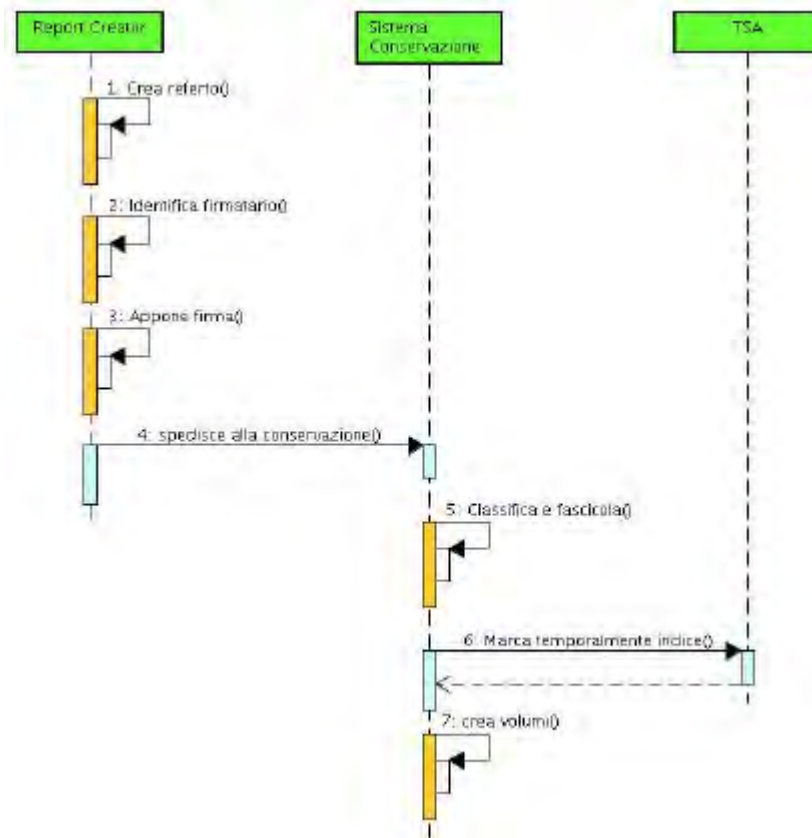 Report Creator
Sistema
Conservazione
TSA
1: Crea referto()
2: Identifica firmatario()
3: Appone firma()
4: spedisce alla conservazione()
5: Classifica e fascicola()
6: Marca temporalmente indice()
7: crea volumi()